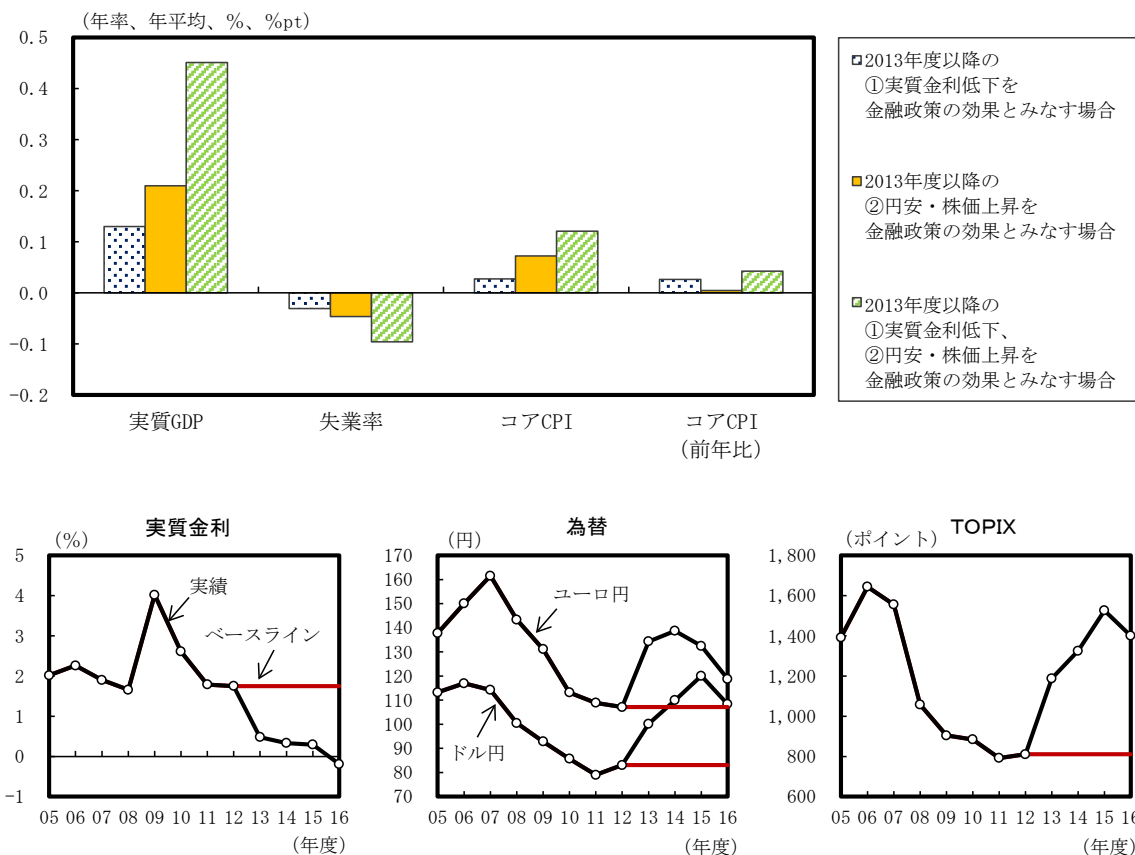 （年率、年平均、％、％pt）
0.5
0.4
0.3
0.2
0.1
0.0
-0.1
-0.2
実質GDP
失業率
コアCPI
コアCPI
（前年比）
2013年度以降の
①実質金利低下を
金融政策の効果とみなす場合
2013年度以降の
②円安・株価上昇を
金融政策の効果とみなす場合
2013年度以降の
①実質金利低下、
②円安・株価上昇を
金融政策の効果とみなす場合
実質金利
（％）
5
4
3
2
1
0
-1
実績
ベースライン
05 06 07 08 09 10 11 12 13 14 15 16
（年度）
為替
（円）
170
160
150
140
130
120
110
100
90
80
70
ユーロ円
ドル円
05 06 07 08 09 10 11 12 13 14 15 16
（年度）
TOPIX
（ポイント）
1,800
1,600
1,400
1,200
1,000
800
600
05 06 07 08 09 10 11 12 13 14 15 16
（年度）